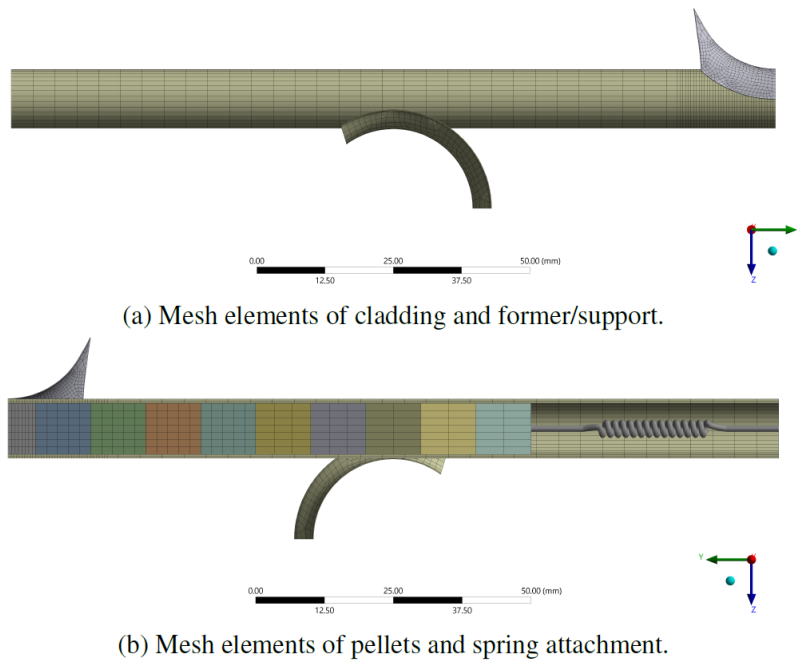 0.00 25.00 50.00 (mm)
12.50 37.50
Z
(a) Mesh elements of cladding and former/support.
0.00 25.00 50.00 (mm)
12.50 37.50
Y
Z
(b) Mesh elements of pellets and spring attachment.